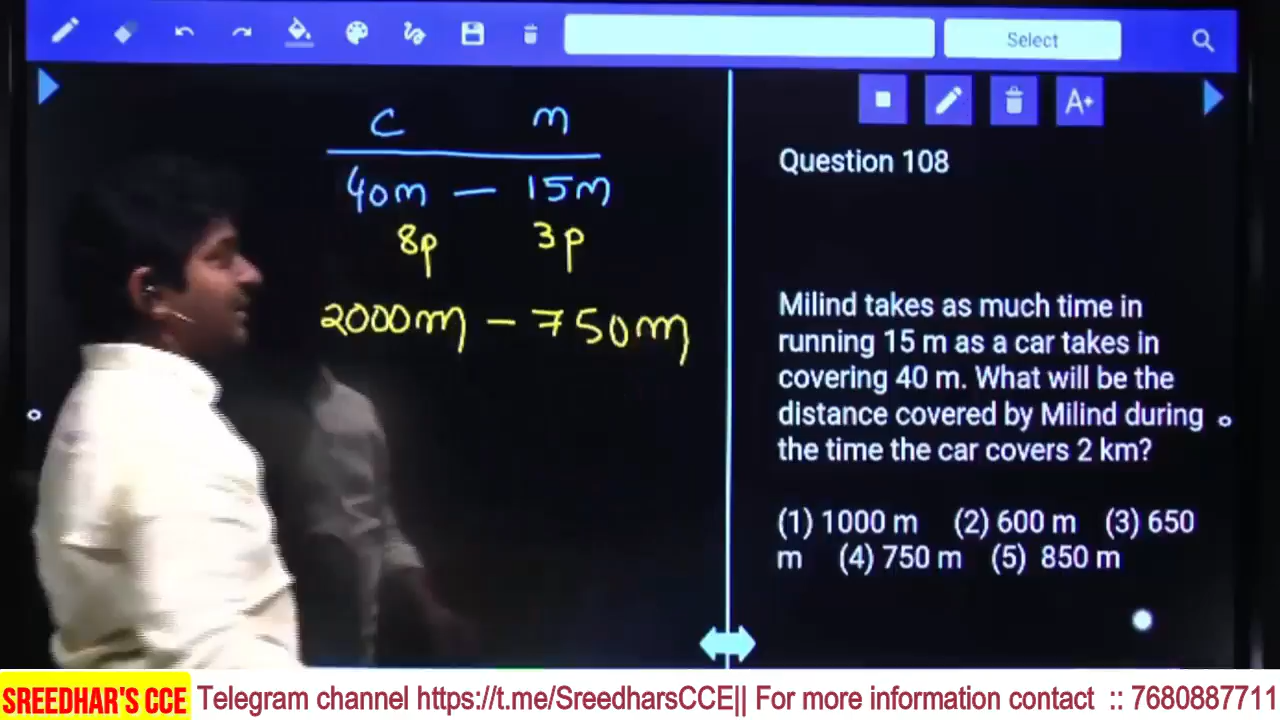 Select
A+
C m
40m — 15m
8p 3p
2000m – 750m
Question 108
Milind takes as much time in
running 15 m as a car takes in
covering 40 m. What will be the
distance covered by Milind during
the time the car covers 2 km?
(1) 1000 m (2) 600 m (3) 650
m (4) 750 m (5) 850 m
SREEDHAR'S CCE Telegram channel https://t.me/SreedharsCCE|| For more information contact :: 7680887711